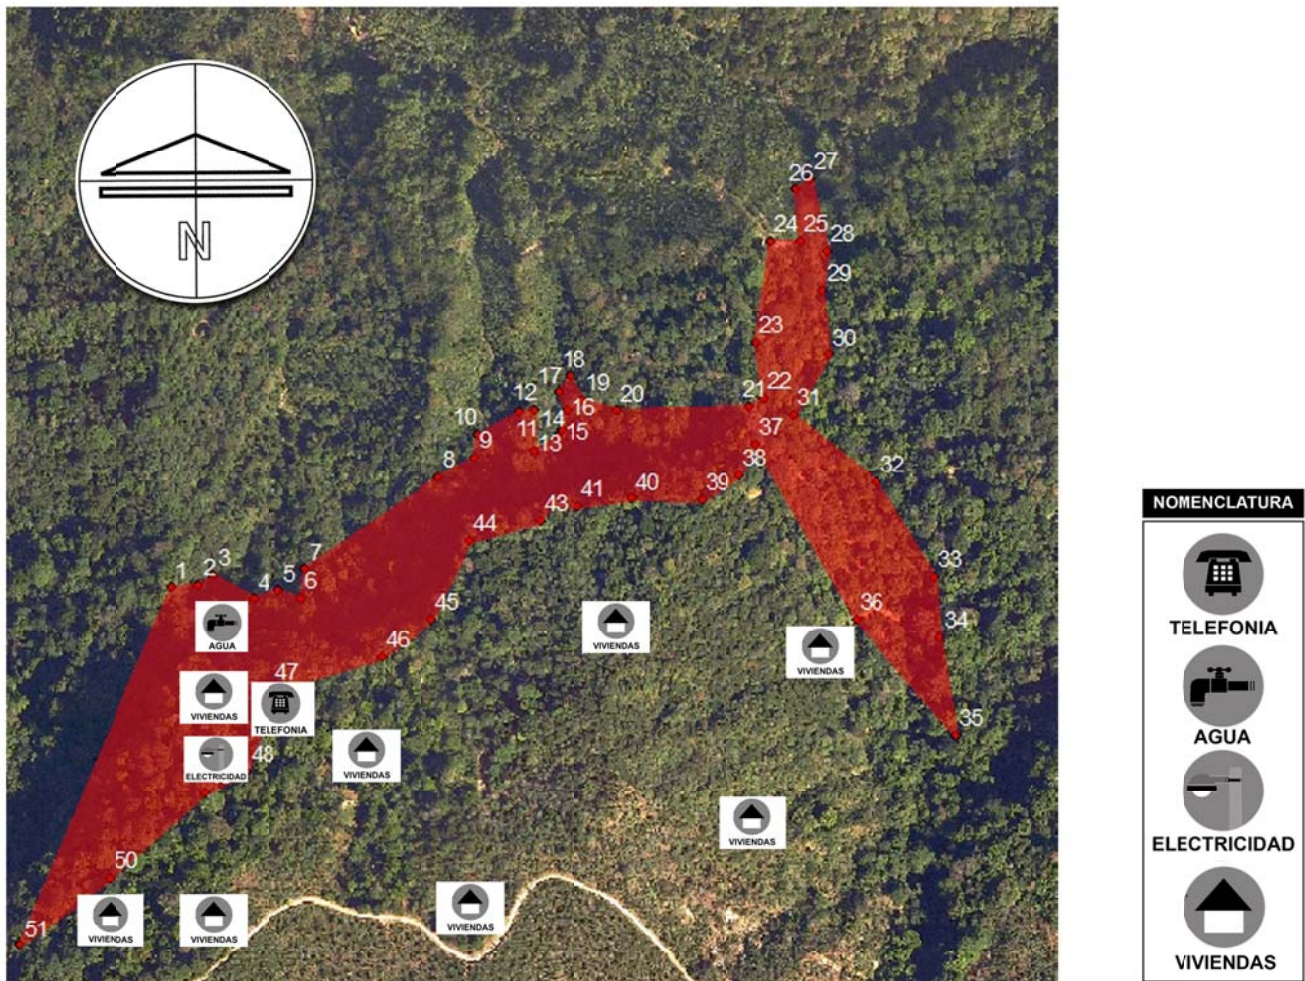 N
27
26
24
25
28
29
23
30
18
17
19
22
12
16
20
21
31
10
14
11
15
37
9
13
38
8
32
39
40
41
43
44
7
33
3
5
1
2
4
6
34
45
36
AGUA
VIVIENDAS
46
VIVIENDAS
47
VIVIENDAS
TELEFONIA
35
48
ELECTRICIDAD
VIVIENDAS
VIVIENDAS
50
51
VIVIENDAS
VIVIENDAS
VIVIENDAS
NOMENCLATURA
TELEFONIA
AGUA
ELECTRICIDAD
VIVIENDAS